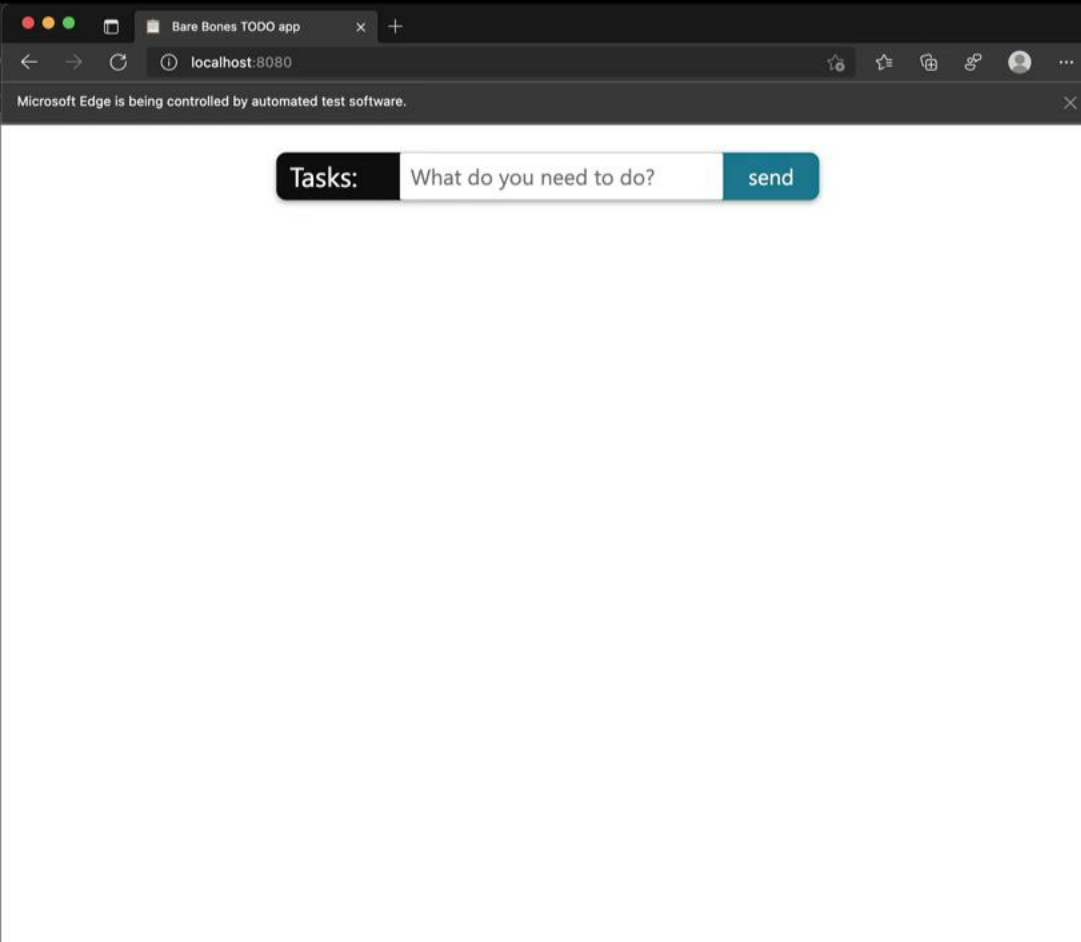 Bare Bones TODO app
localhost:8080
Microsoft Edge is being controlled by automated test software.
Tasks: What do you need to do? send